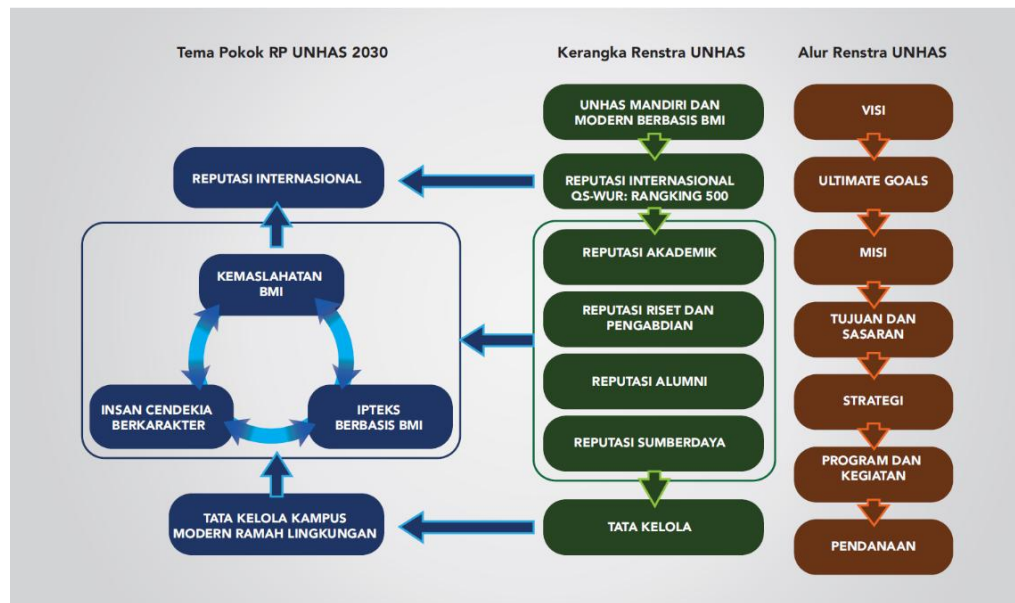 Tema Pokok RP UNHAS 2030
REPUTASI INTERNASIONAL
KEMASLAHATAN
BMI
INSAN CENDEKIA
BERKARAKTER
IPTEKS
BERBASIS BMI
TATA KELOLA KAMPUS
MODERN RAMAH LINGKUNGAN
Kerangka Renstra UNHAS
UNHAS MANDIRI DAN
MODERN BERBASIS BMI
REPUTASI INTERNASIONAL
QS-WUR: RANGKING 500
REPUTASI AKADEMIK
REPUTASI RISET DAN
PENGABDIAN
REPUTASI ALUMNI
REPUTASI SUMBERDAYA
TATA KELOLA
Alur Renstra UNHAS
VISI
ULTIMATE GOALS
MISI
TUJUAN DAN
SASARAN
STRATEGI
PROGRAM DAN
KEGIATAN
PENDANAAN